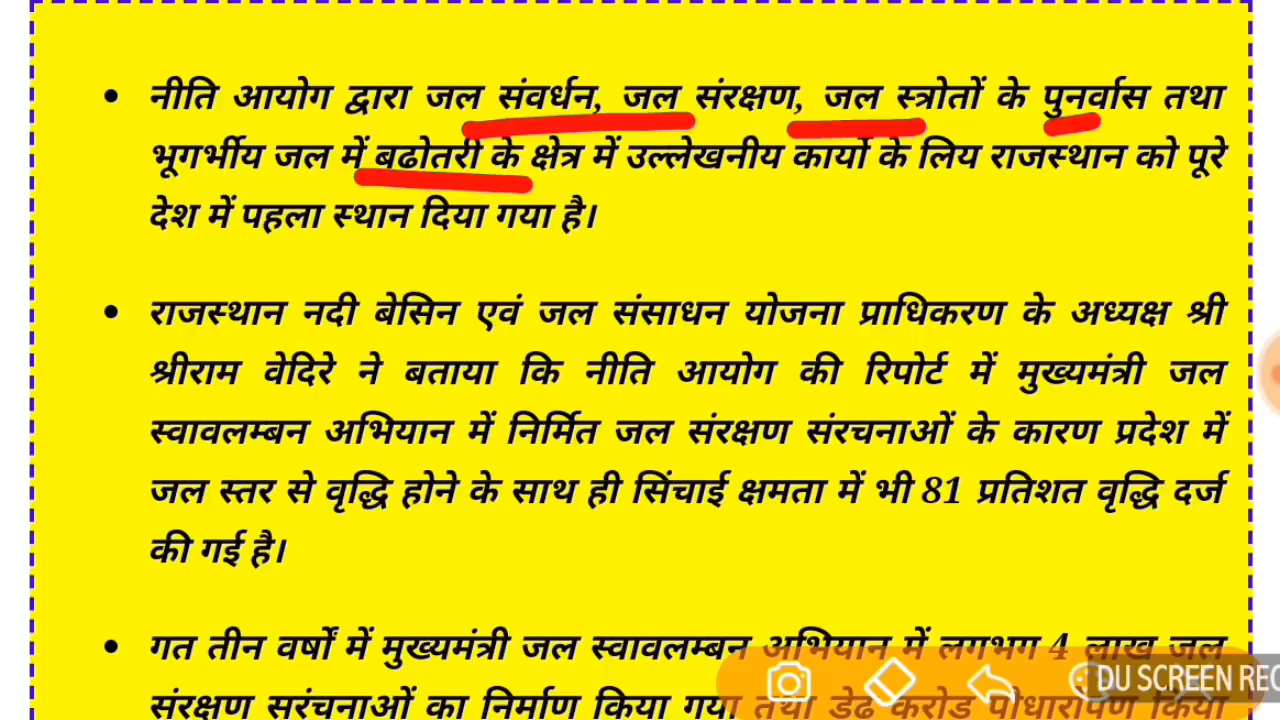 नीति आयोग द्वारा जल संवर्धन, जल संरक्षण, जल स्त्रोतों के पुनर्वास तथा
भूगर्भीय जल में बढोतरी के क्षेत्र में उल्लेखनीय कार्यो के लिय राजस्थान को पूरे
देश में पहला स्थान दिया गया है।
राजस्थान नदी बेसिन एवं जल संसाधन योजना प्राधिकरण के अध्यक्ष श्री
श्रीराम वेदिरे ने बताया कि नीति आयोग की रिपोर्ट में मुख्यमंत्री जल
स्वावलम्बन अभियान में निर्मित जल संरक्षण संरचनाओं के कारण प्रदेश में
जल स्तर से वृद्धि होने के साथ ही सिंचाई क्षमता में भी 81 प्रतिशत वृद्धि दर्ज
की गई है।
गत तीन वर्षों में मुख्यमंत्री जल स्वावलम्बन अभियान में लगभग 4 लाख जल
संरक्षण सरंचनाओं का निर्माण किया गया तथा डेढ करोड पौधारोपण किया
DU SCREEN REC